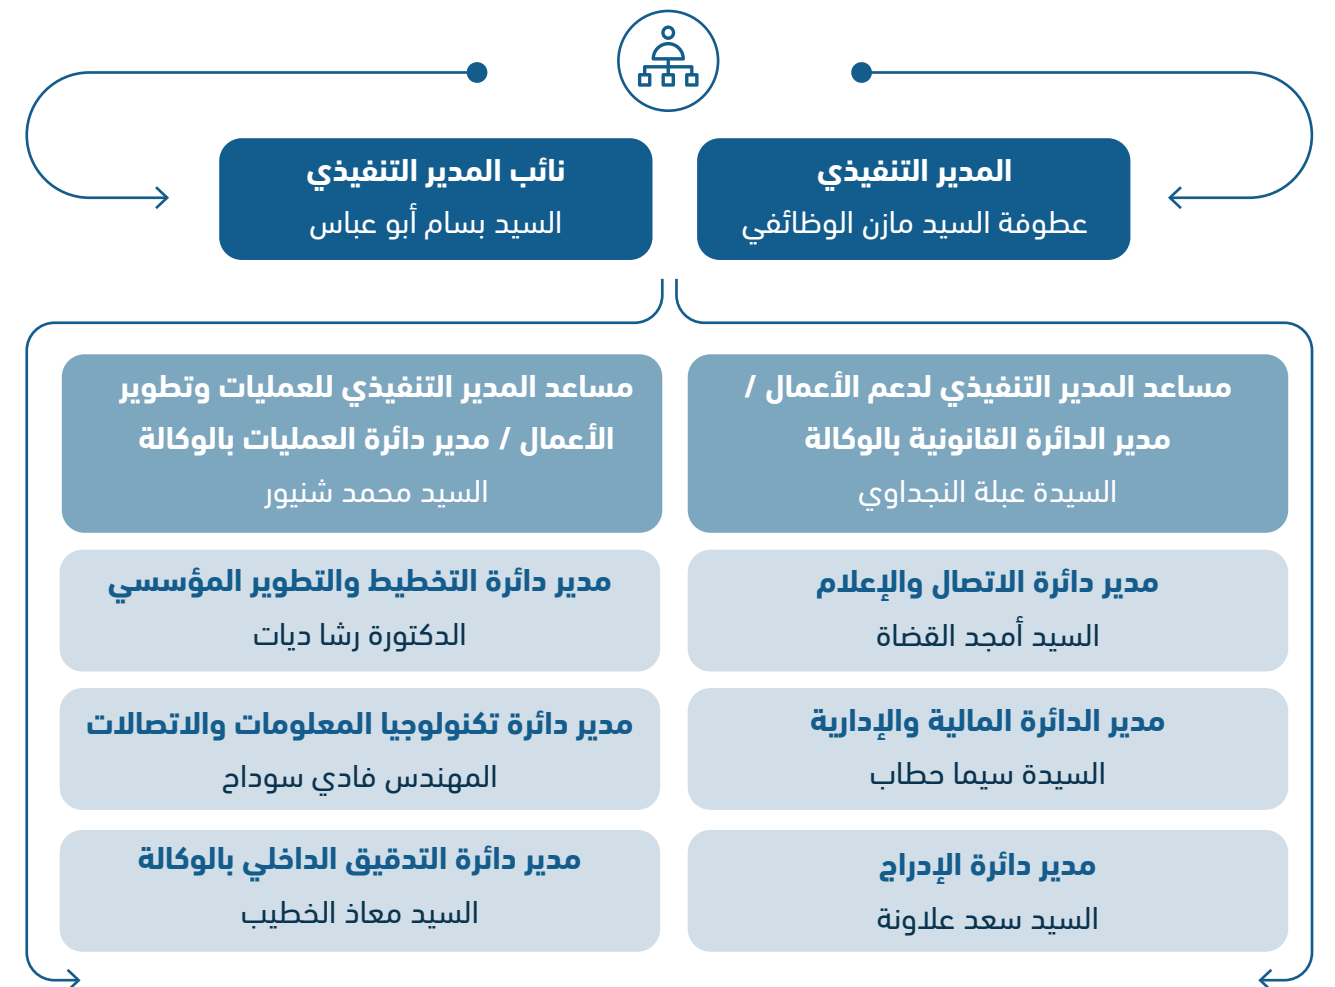 المدير التنفيذي
عطوفة السيد مازن الوظائفي
نائب المدير التنفيذي
السيد بسام أبو عباس
مساعد المدير التنفيذي لدعم الأعمال /
مدير الدائرة القانونية بالوكالة
السيدة عبلة النجداوي
مساعد المدير التنفيذي للعمليات وتطوير
الأعمال / مدير دائرة العمليات بالوكالة
السيد محمد شنيور
مدير دائرة الاتصال والإعلام
السيد أمجد القضاة
مدير دائرة التخطيط والتطوير المؤسسي
الدكتورة رشا ديات
مدير الدائرة المالية والإدارية
السيدة سيما حطاب
مدير دائرة تكنولوجيا المعلومات والاتصالات
المهندس فادي سوداح
مدير دائرة الإدراج
السيد سعد علاونة
مدير دائرة التدقيق الداخلي بالوكالة
السيد معاذ الخطيب